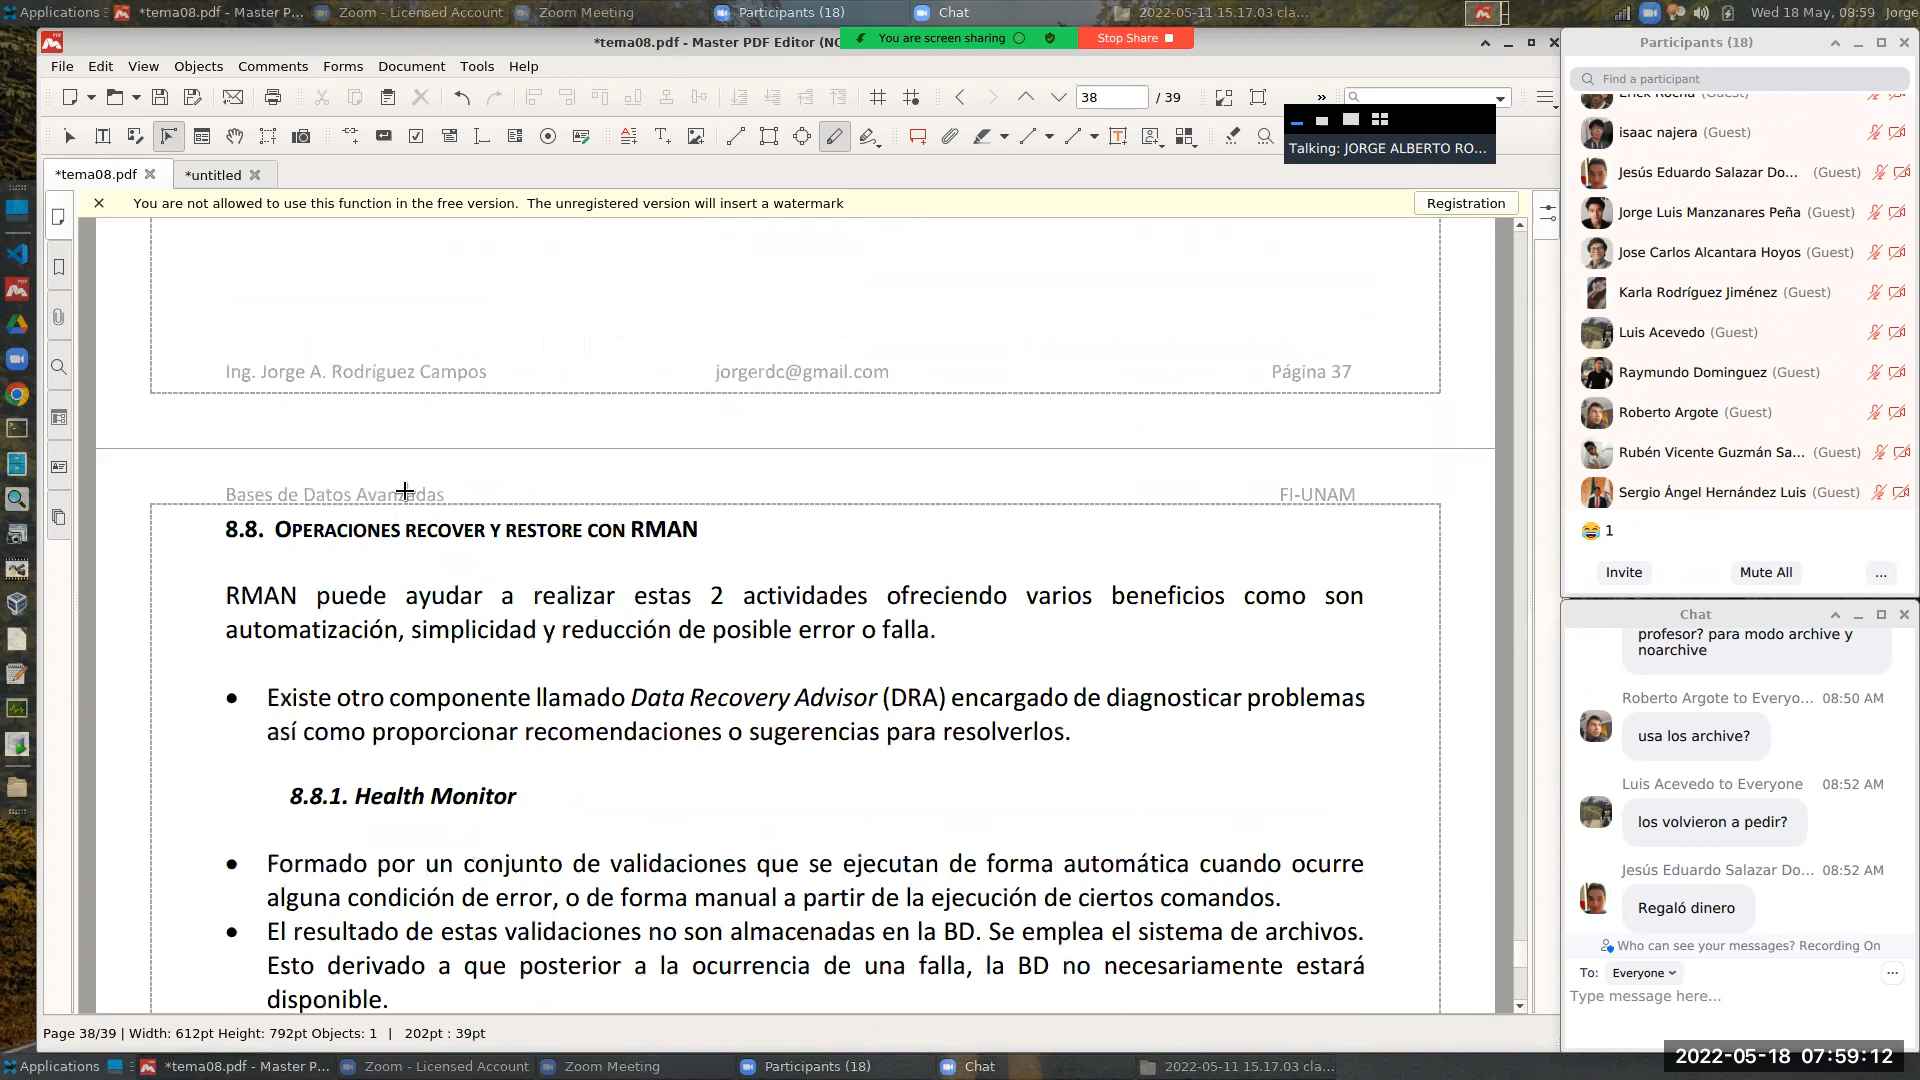 Applications
*tema08.pdf - Master P...
Zoom - Licensed Account
Zoom Meeting
Participants (18)
Chat
2022-05-11 15.17.03 cla...
Wed 18 May, 08:59
Jorge
*tema08.pdf - Master PDF Editor (NO
You are screen sharing
Stop Share
Participants (18)
File Edit View Objects Comments Forms Document Tools Help
Find a participant
38 / 39
isaac najera (Guest)
Talking: JORGE ALBERTO RO...
Jesús Eduardo Salazar Do... (Guest)
*tema08.pdf
*untitled
You are not allowed to use this function in the free version. The unregistered version will insert a watermark
Registration
Jorge Luis Manzanares Peña (Guest)
Jose Carlos Alcantara Hoyos (Guest)
Karla Rodríguez Jiménez (Guest)
Luis Acevedo (Guest)
Raymundo Dominguez (Guest)
Roberto Argote (Guest)
Rubén Vicente Guzmán Sa... (Guest)
Sergio Ángel Hernández Luis (Guest)
1
Invite
Mute All
...
Ing. Jorge A. Rodríguez Campos
jorgerdc@gmail.com
Página 37
Bases de Datos Avanzadas
FI-UNAM
8.8. OPERACIONES RECOVER Y RESTORE CON RMAN
RMAN puede ayudar a realizar estas 2 actividades ofreciendo varios beneficios como son
automatización, simplicidad y reducción de posible error o falla.
● Existe otro componente llamado Data Recovery Advisor (DRA) encargado de diagnosticar problemas
así como proporcionar recomendaciones o sugerencias para resolverlos.
8.8.1. Health Monitor
● Formado por un conjunto de validaciones que se ejecutan de forma automática cuando ocurre
alguna condición de error, o de forma manual a partir de la ejecución de ciertos comandos.
● El resultado de estas validaciones no son almacenadas en la BD. Se emplea el sistema de archivos.
Esto derivado a que posterior a la ocurrencia de una falla, la BD no necesariamente estará
disponible.
Chat
profesor? para modo archive y
noarchive
Roberto Argote to Everyo... 08:50 AM
usa los archive?
Luis Acevedo to Everyone 08:52 AM
los volvieron a pedir?
Jesús Eduardo Salazar Do... 08:52 AM
Regaló dinero
Who can see your messages? Recording On
To: Everyone
Type message here...
Page 38/39 | Width: 612pt Height: 792pt Objects: 1 | 202pt : 39pt
Applications
*tema08.pdf - Master P...
Zoom - Licensed Account
Zoom Meeting
Participants (18)
Chat
2022-05-11 15.17.03 cla...
2022-05-18 07:59:12